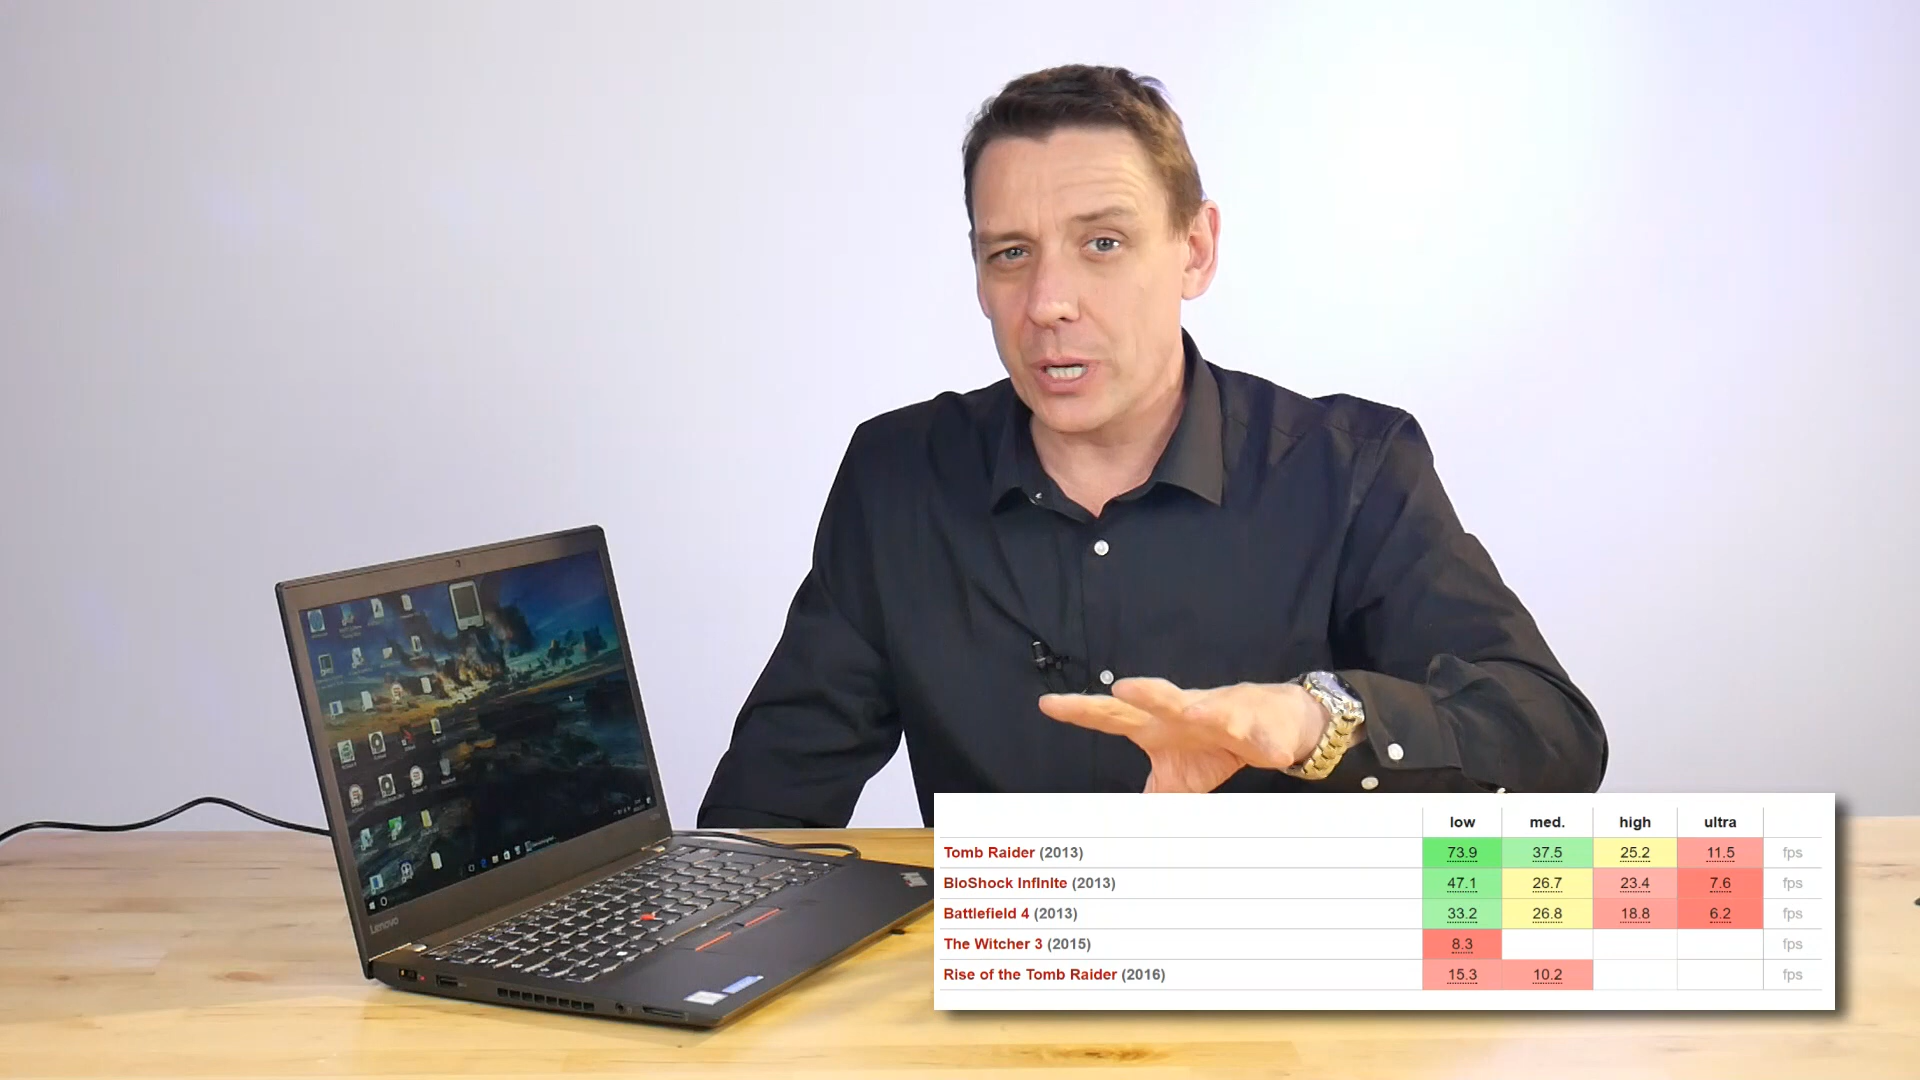 Lenovo
low med. high ultra
Tomb Raider (2013) 73.9 37.5 25.2 11.5 fps
BioShock Infinite (2013) 47.1 26.7 23.4 7.6 fps
Battlefield 4 (2013) 33.2 26.8 18.8 6.2 fps
The Witcher 3 (2015) 8.3 fps
Rise of the Tomb Raider (2016) 15.3 10.2 fps